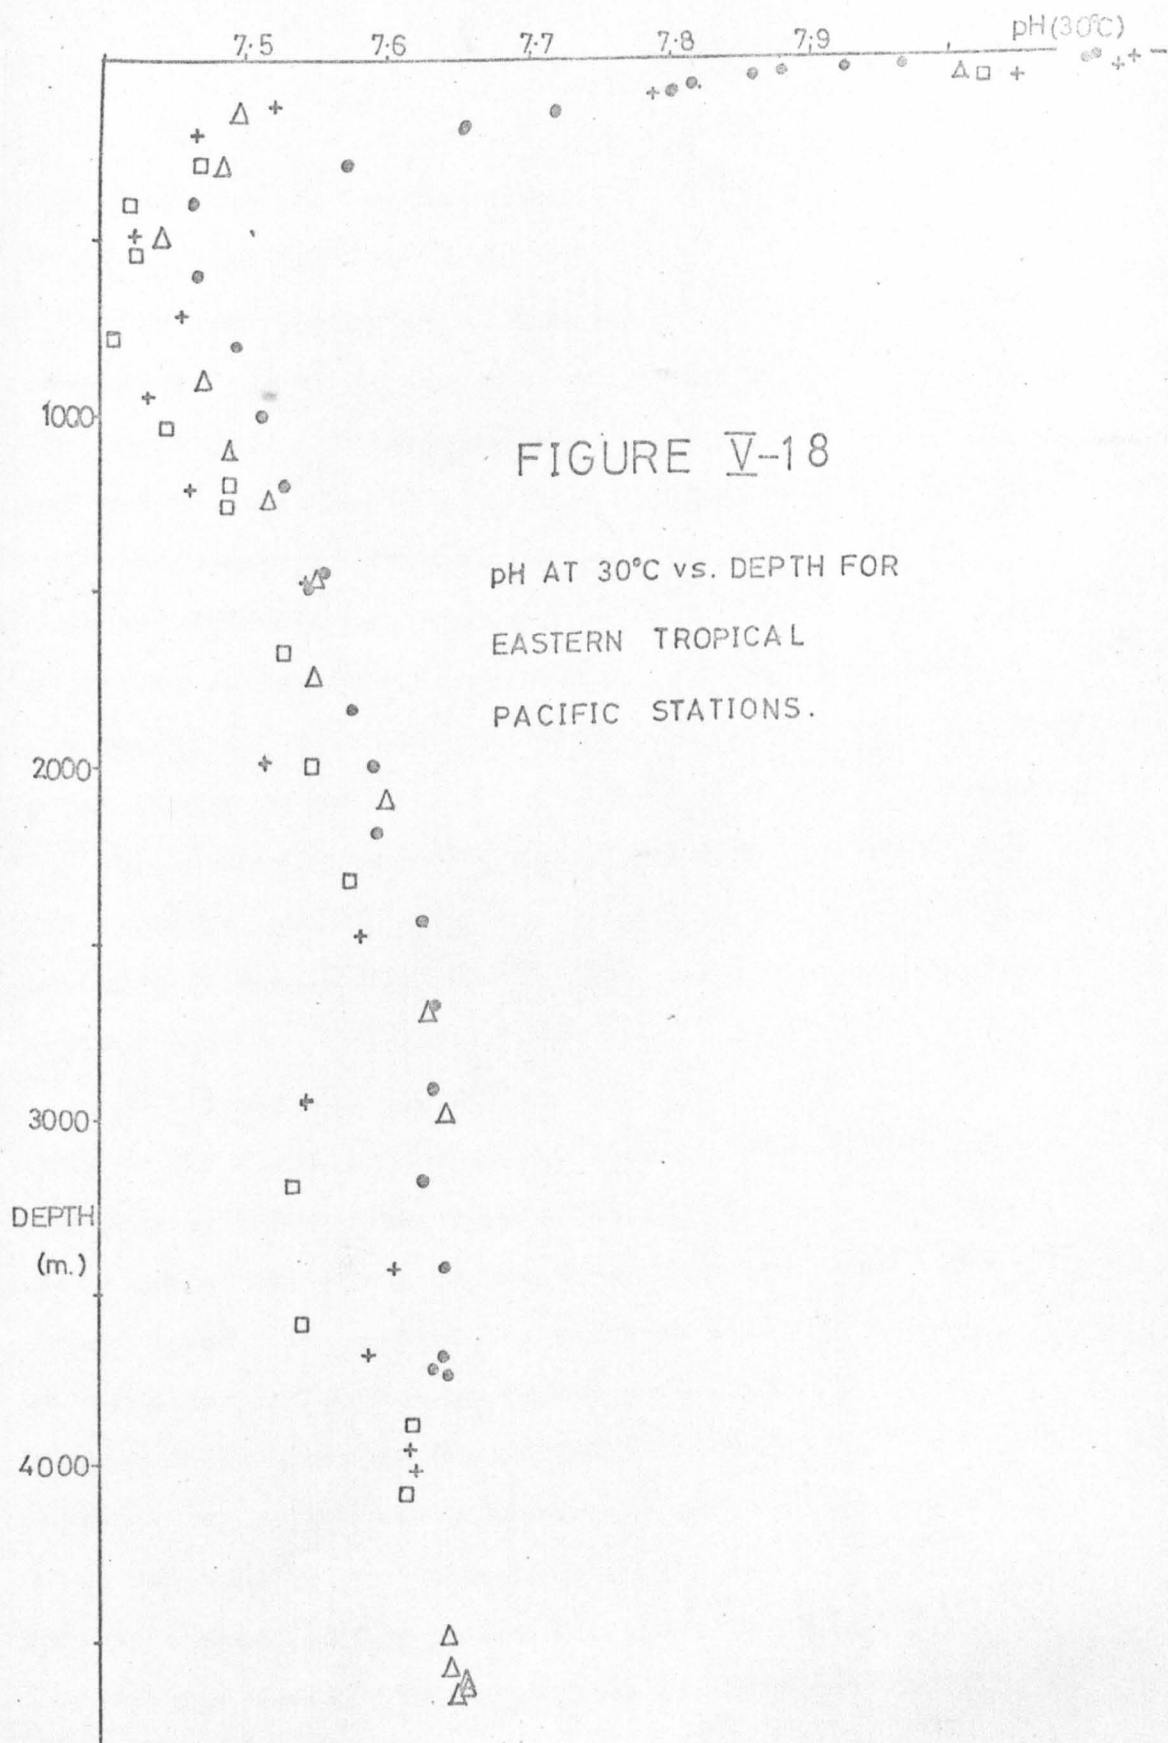 pH (30°C)
7.5 7.6 7.7 7.8 7.9
1000
FIGURE V-18
pH AT 30°C vs. DEPTH FOR
EASTERN TROPICAL
PACIFIC STATIONS.
2000
3000
DEPTH
(m.)
4000